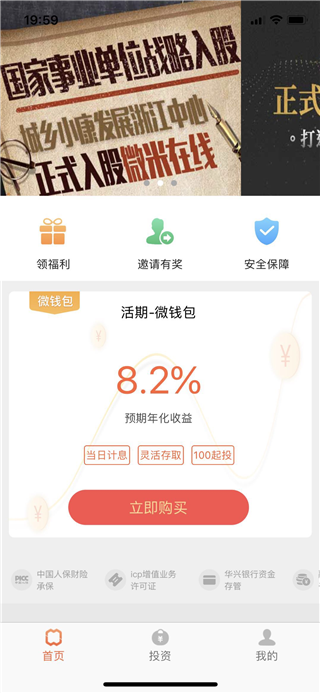 19:59
国家事业单位战略入股
城乡小康发展浙江中心
正式入股微米在线
正式
。打造
领福利
邀请有奖
安全保障
微钱包
活期-微钱包
8.2%
预期年化收益
当日计息
灵活存取
100起投
立即购买
PICC
中国人保财险
承保
icp增值业务
许可证
华兴银行资金
存管
首页
投资
我的